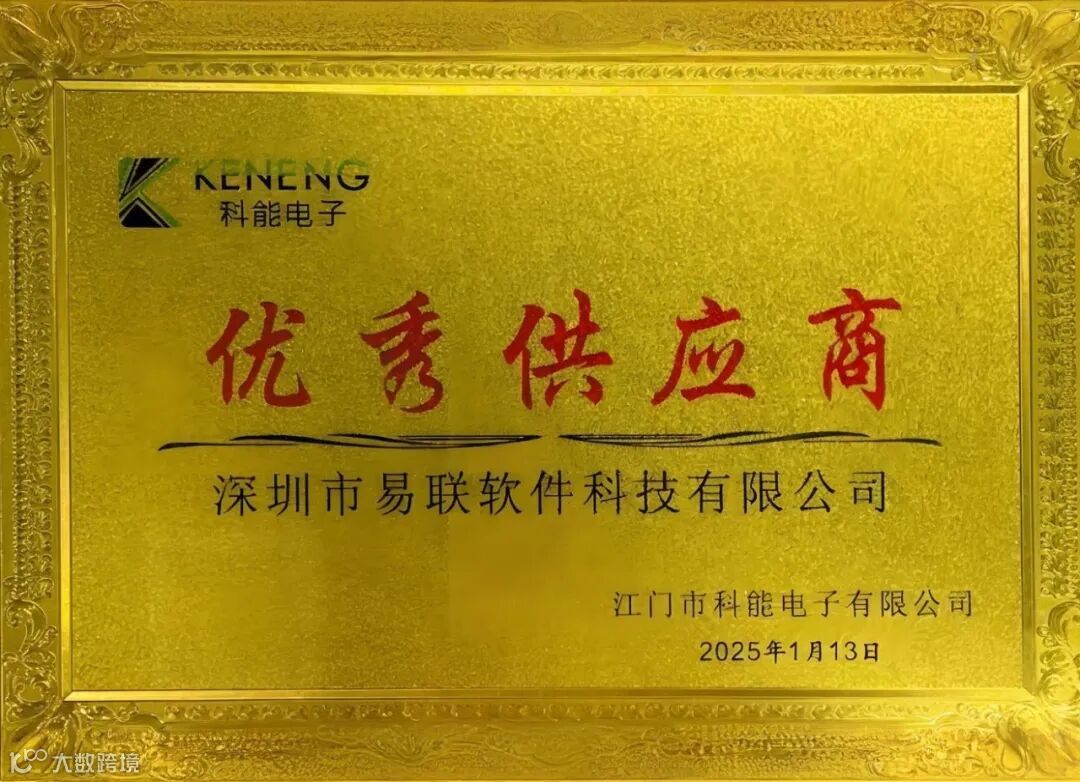 KENENG
科能电子
优秀供应商
深圳市易联软件科技有限公司
江门市科能电子有限公司
2025年1月13日
大数跨境